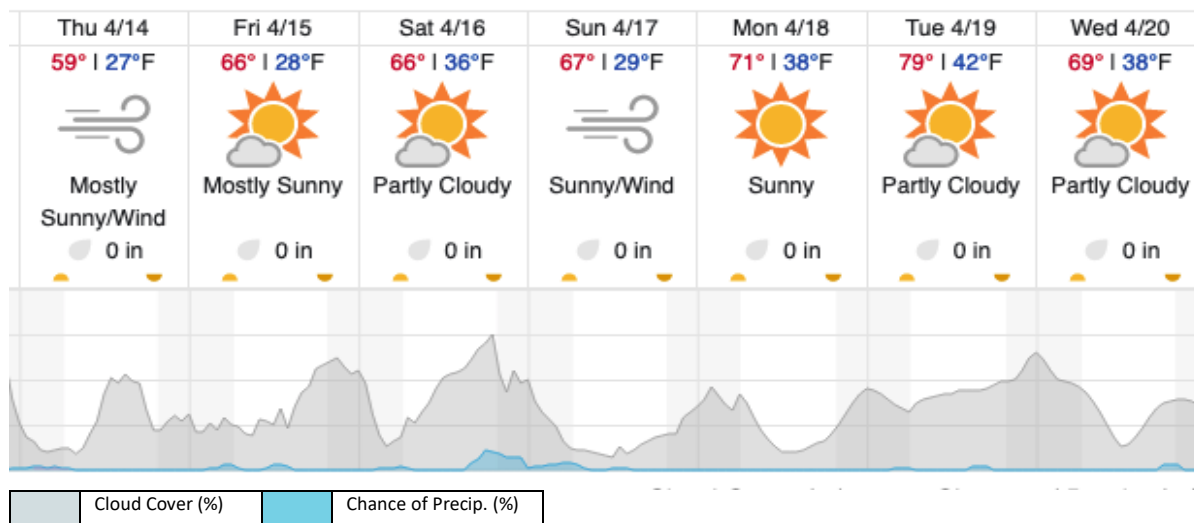 Thu 4/14 Fri 4/15 Sat 4/16 Sun 4/17 Mon 4/18 Tue 4/19 Wed 4/20
59° | 27°F 66° | 28°F 66° | 36°F 67° | 29°F 71° | 38°F 79° | 42°F 69° | 38°F
Mostly Mostly Sunny Partly Cloudy Sunny/Wind Sunny Partly Cloudy Partly Cloudy
Sunny/Wind
0 in 0 in 0 in 0 in 0 in 0 in 0 in
Cloud Cover (%) Chance of Precip. (%)